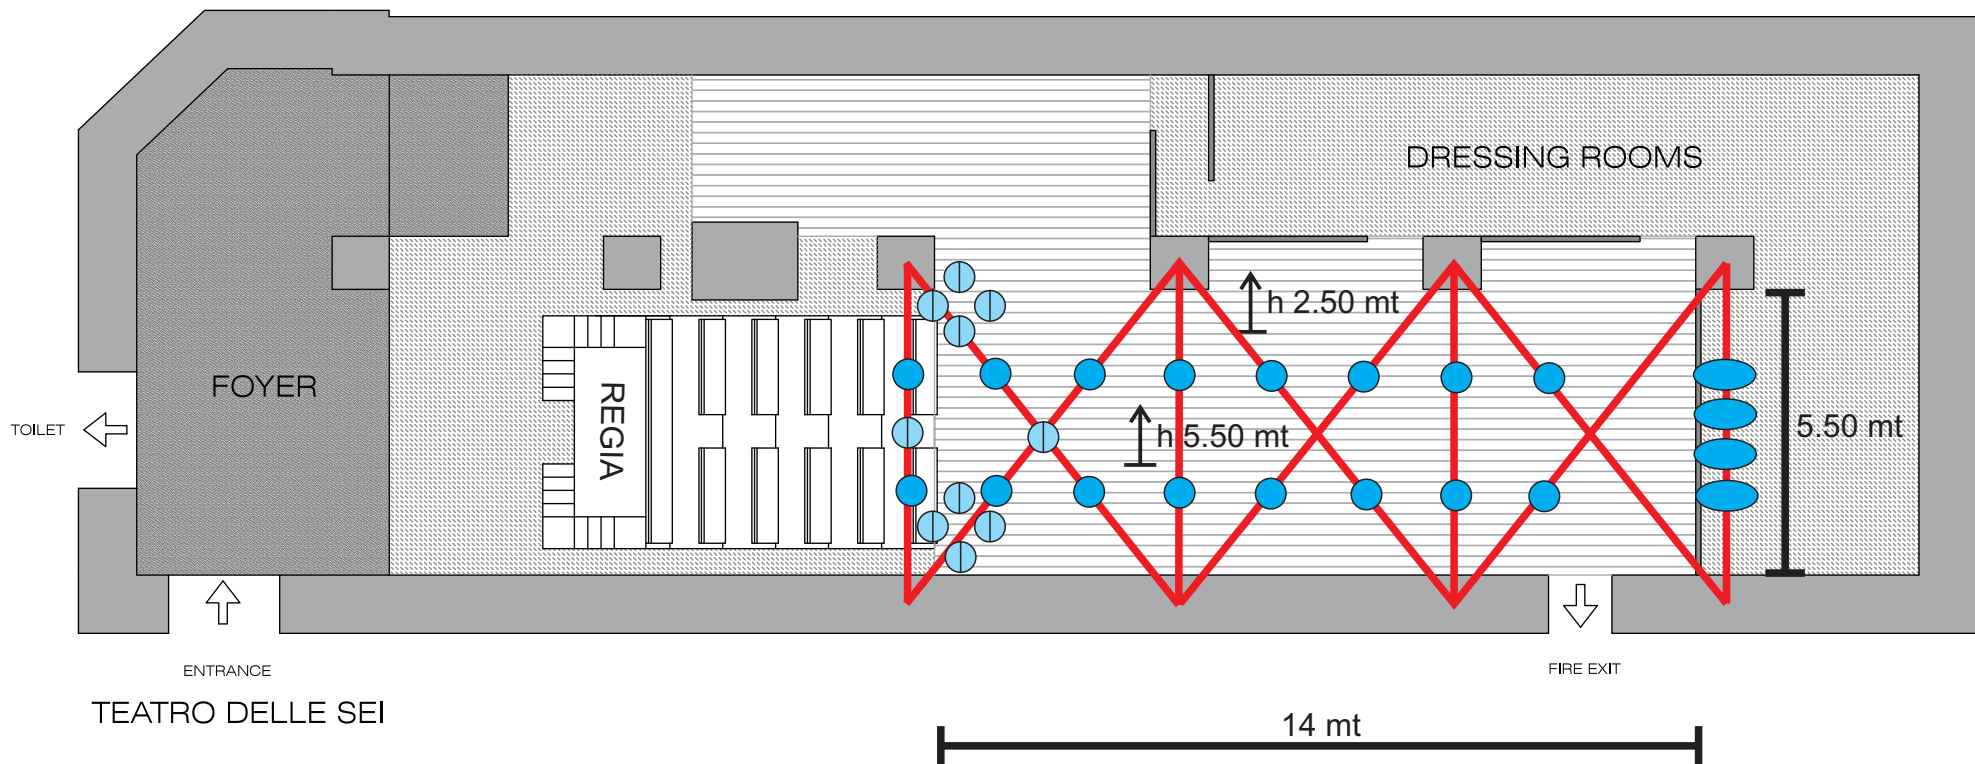 DRESSING ROOMS
h 2.50 mt
FOYER
REGIA
TOILET
h 5.50 mt
5.50 mt
ENTRANCE
FIRE EXIT
TEATRO DELLE SEI
14 mt